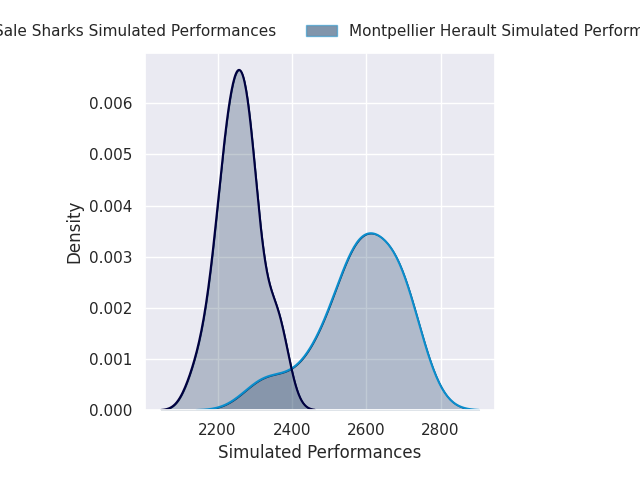 Sale Sharks Simulated Performances
Montpellier Herault Simulated Perform
0.006
0.005
0.004
0.003
0.002
0.001
0.000
Density
2200 2400 2600 2800
Simulated Performances